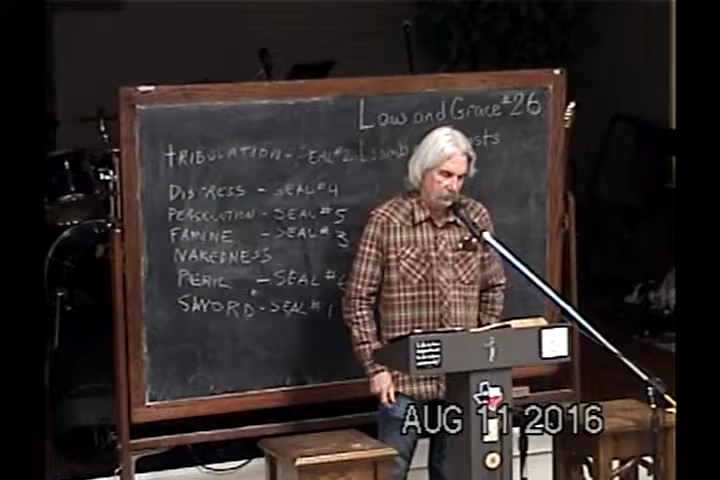 Law and Grace #26
TRIBULATION - SEAL #2
DISTRESS - SEAL #4
PERSECUTION - SEAL #5
FAMINE - SEAL # 3
NAKEDNESS
PERIL - SEAL #
SWORD - SEAL # 1
AUG 11 2016